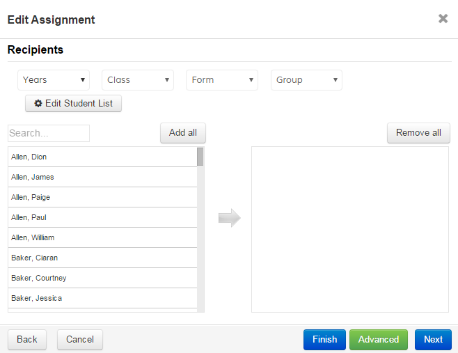 Edit Assignment
Recipients
Years Class Form Group
Edit Student List
Search... Add all Remove all
Allen, Dion
Allen, James
Allen, Paige
Allen, Paul
Allen, William
Baker, Ciaran
Baker, Courtney
Baker, Jessica
Back Cancel Finish Advanced Next